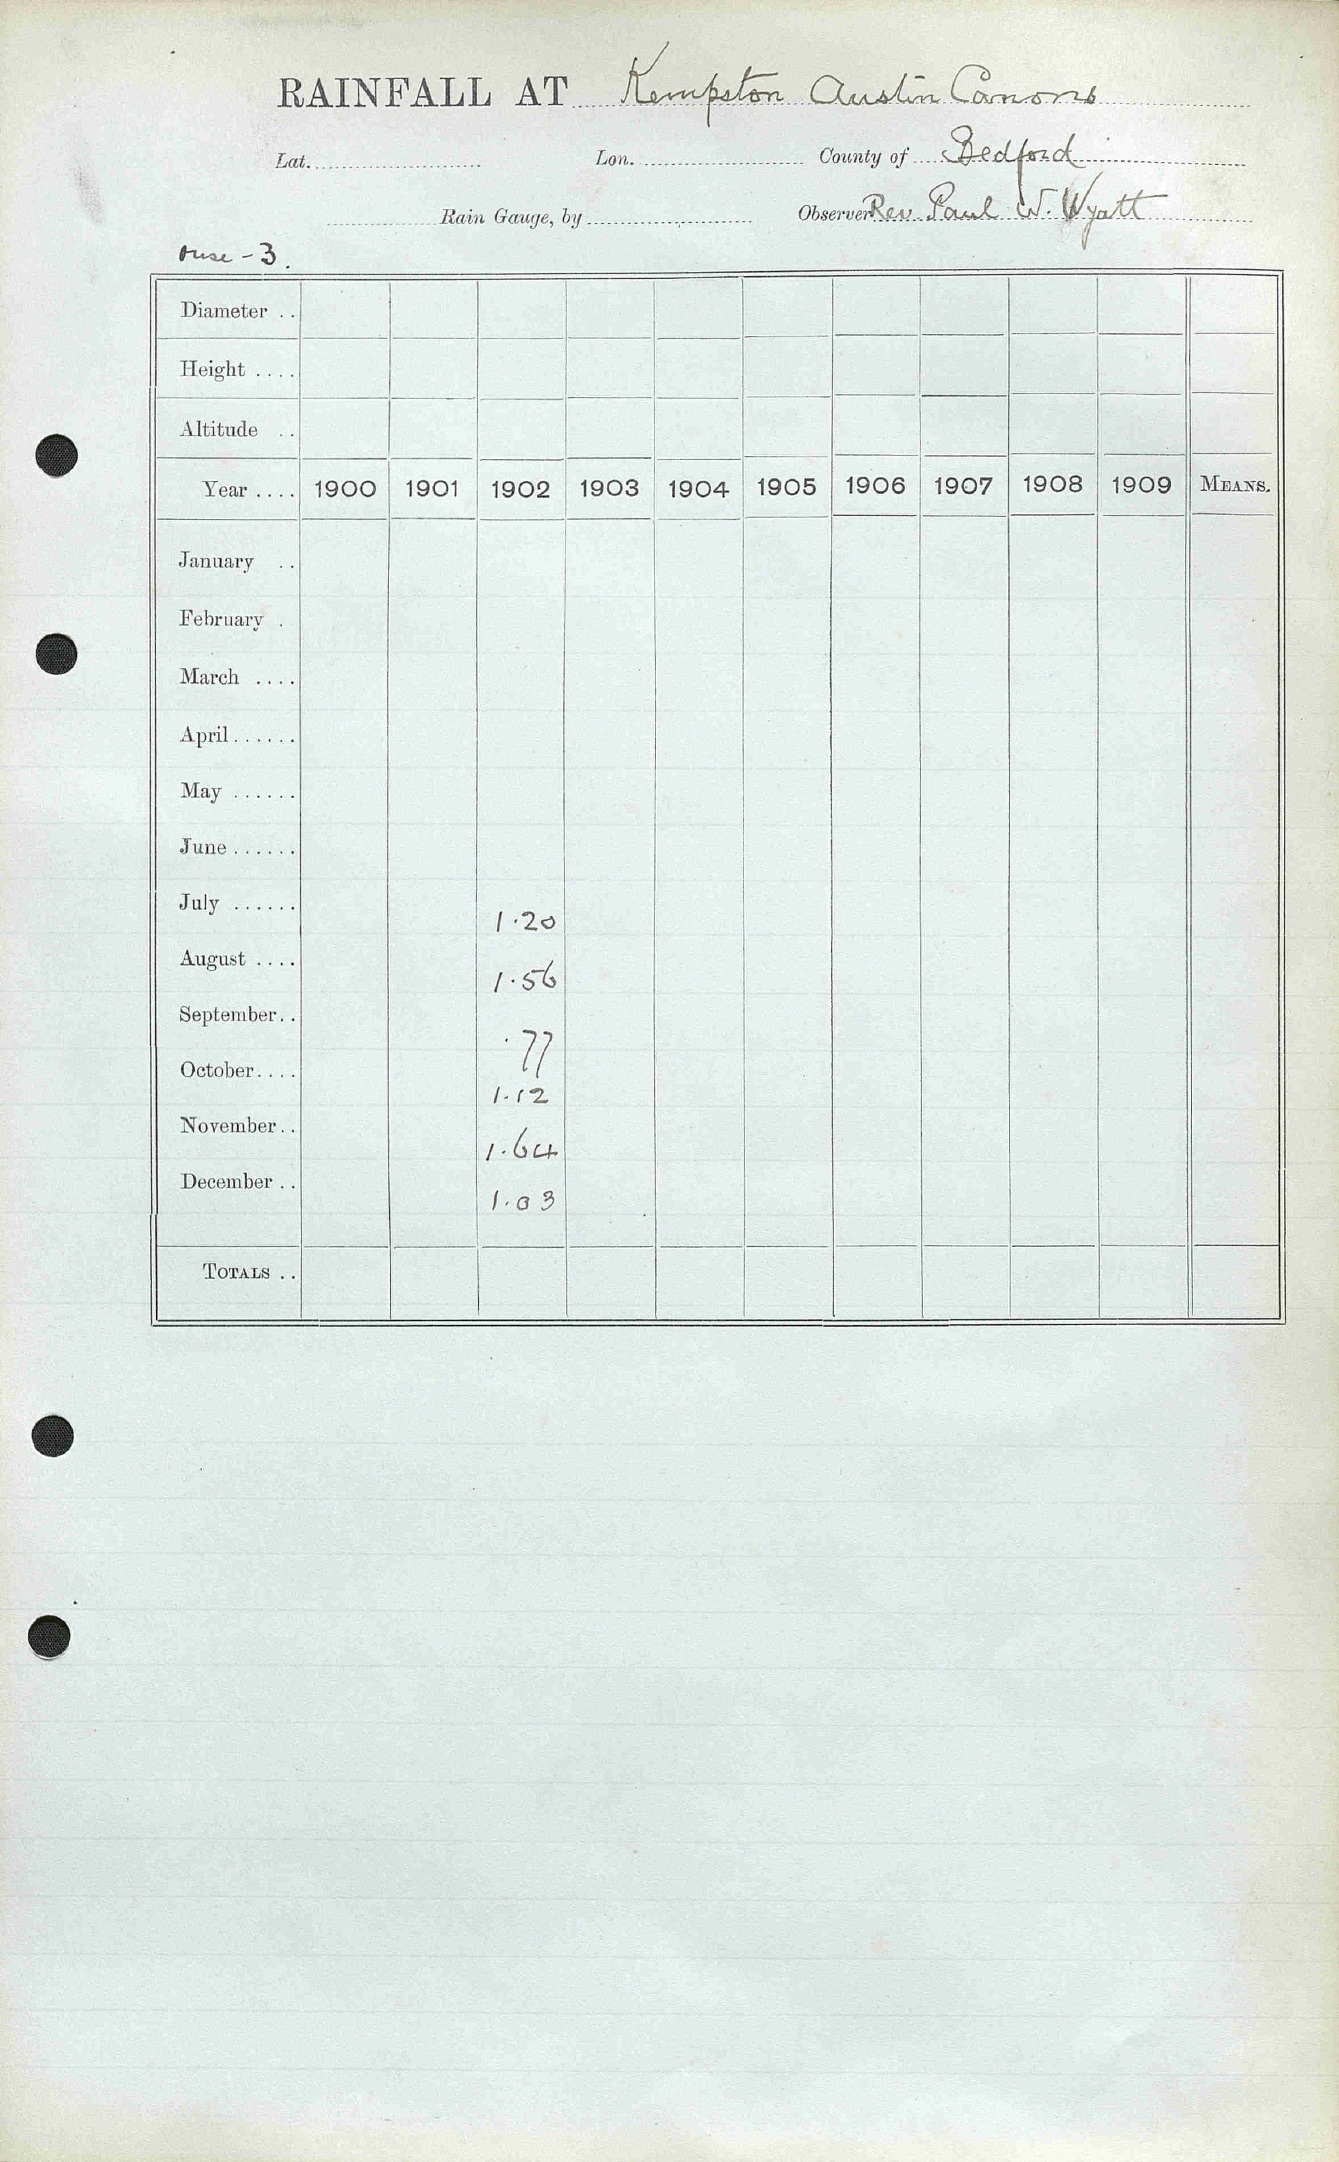 RAINFALL AT Kempston Austin Canons
Lat. Lon. County of Bedford
Rain Gauge, by Observer Rev Paul W. Wyatt
Ouse - 3.
Diameter ..
Height ....
Altitude ..
Year .... 1900 1901 1902 1903 1904 1905 1906 1907 1908 1909 MEANS.
January ..
February .
March ....
April ......
May ......
June ......
July ...... 1.20
August .... 1.56
September.. .77
October.... 1.12
November.. 1.64
December .. 1.03
TOTALS ..